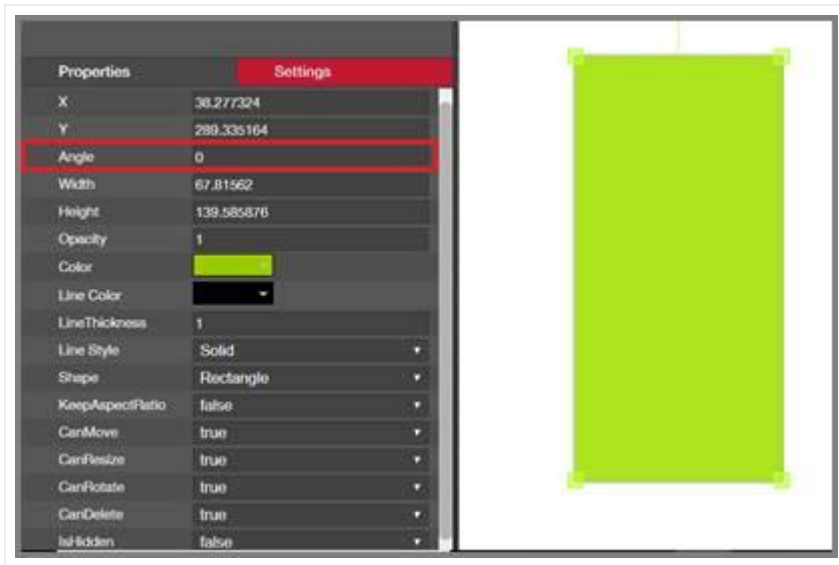 Properties Settings
X 38.277324
Y 289.335164
Angle 0
Width 67.81562
Height 139.585876
Opacity 1
Color
Line Color
LineThickness 1
Line Style Solid
Shape Rectangle
KeepAspectRatio false
CanMove true
CanResize true
CanRotate true
CanDelete true
IsHidden false